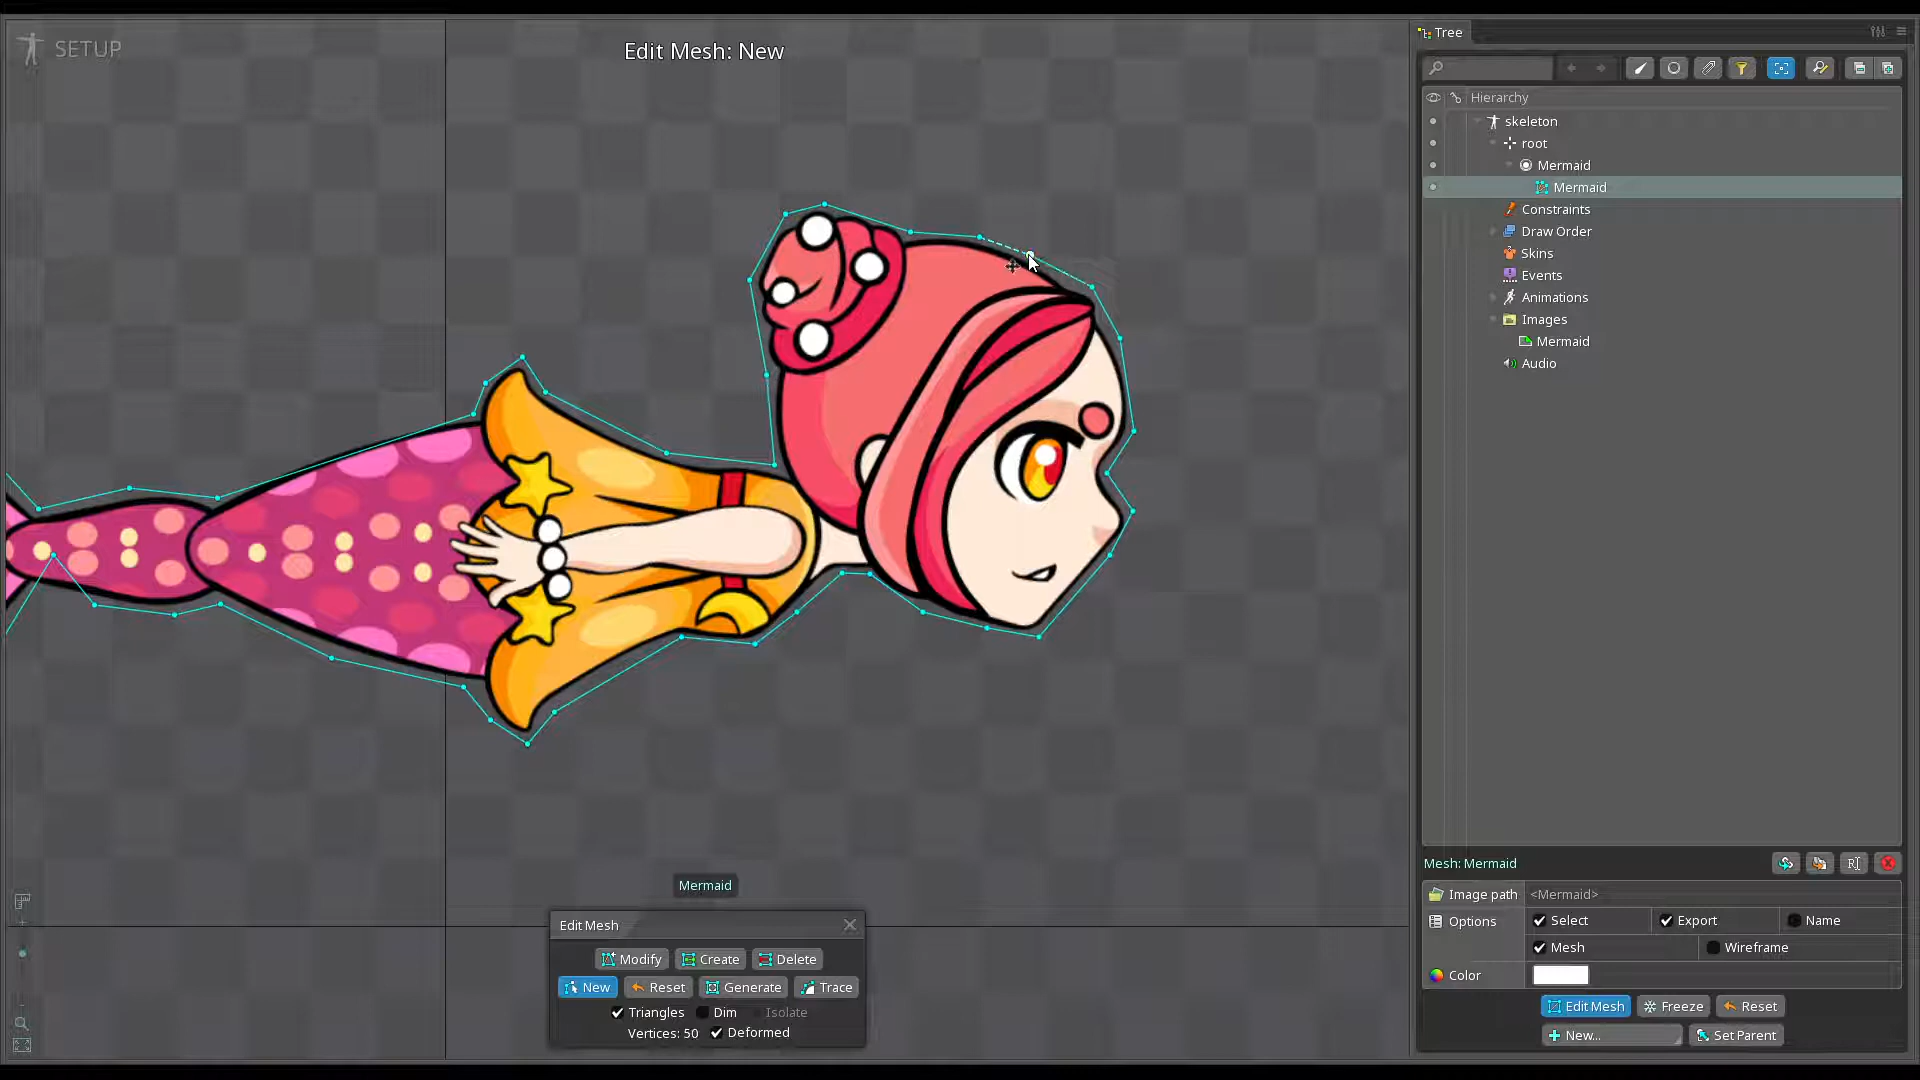 SETUP
Edit Mesh: New
Tree
Hierarchy
skeleton
root
Mermaid
Mermaid
Constraints
Draw Order
Skins
Events
Animations
Images
Mermaid
Audio
Mesh: Mermaid
Image path <Mermaid>
Options Select Export Name
Mesh Wireframe
Color
Edit Mesh Freeze Reset
New... Set Parent
Mermaid
Edit Mesh
Modify Create Delete
New Reset Generate Trace
Triangles Dim Isolate
Vertices: 50 Deformed